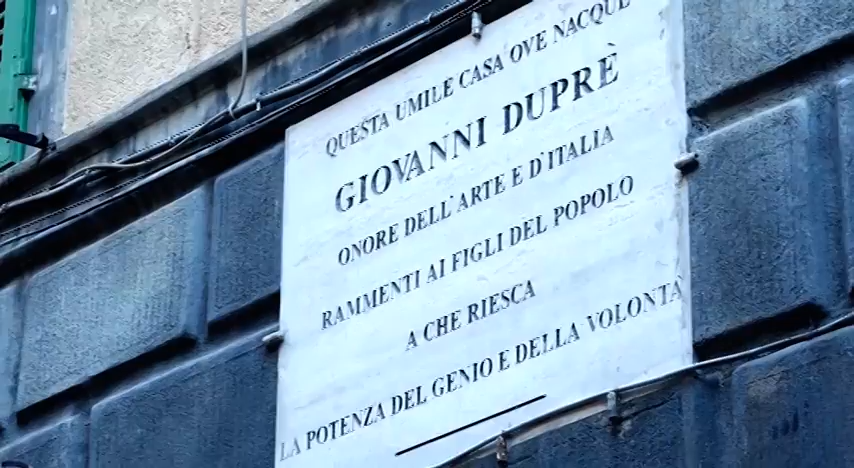 QUESTA UMILE CASA OVE NACQUE
GIOVANNI DUPRÈ
ONORE DELL'ARTE E D'ITALIA
RAMMENTI AI FIGLI DEL POPOLO
A CHE RIESCA
LA POTENZA DEL GENIO E DELLA VOLONTÀ